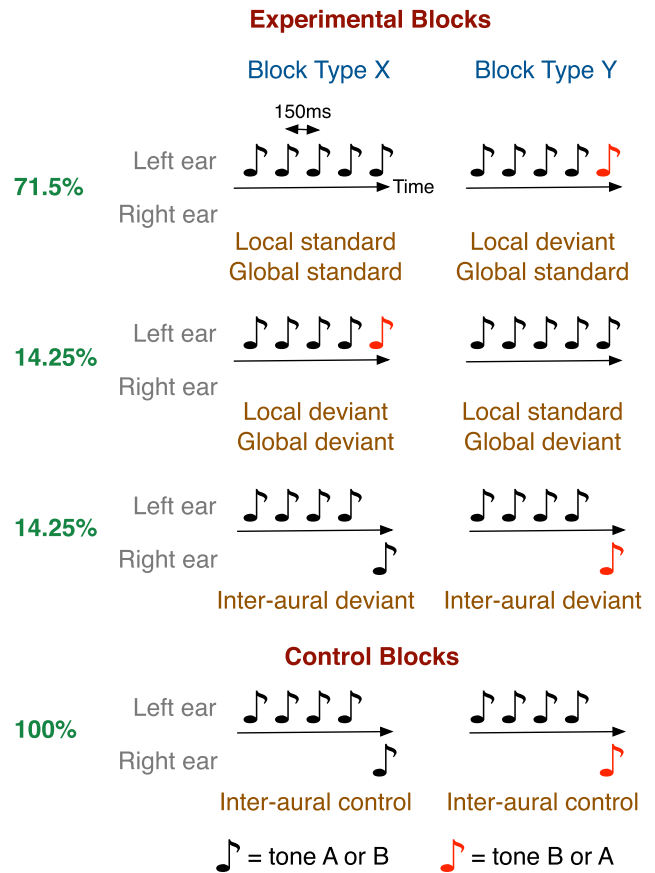 Experimental Blocks
Block Type X Block Type Y
150ms
Left ear
71.5%
Time
Right ear
Local standard Local deviant
Global standard Global standard
Left ear
14.25%
Right ear
Local deviant Local standard
Global deviant Global deviant
Left ear
14.25%
Right ear
Inter-aural deviant Inter-aural deviant
Control Blocks
Left ear
100%
Right ear
Inter-aural control Inter-aural control
= tone A or B = tone B or A